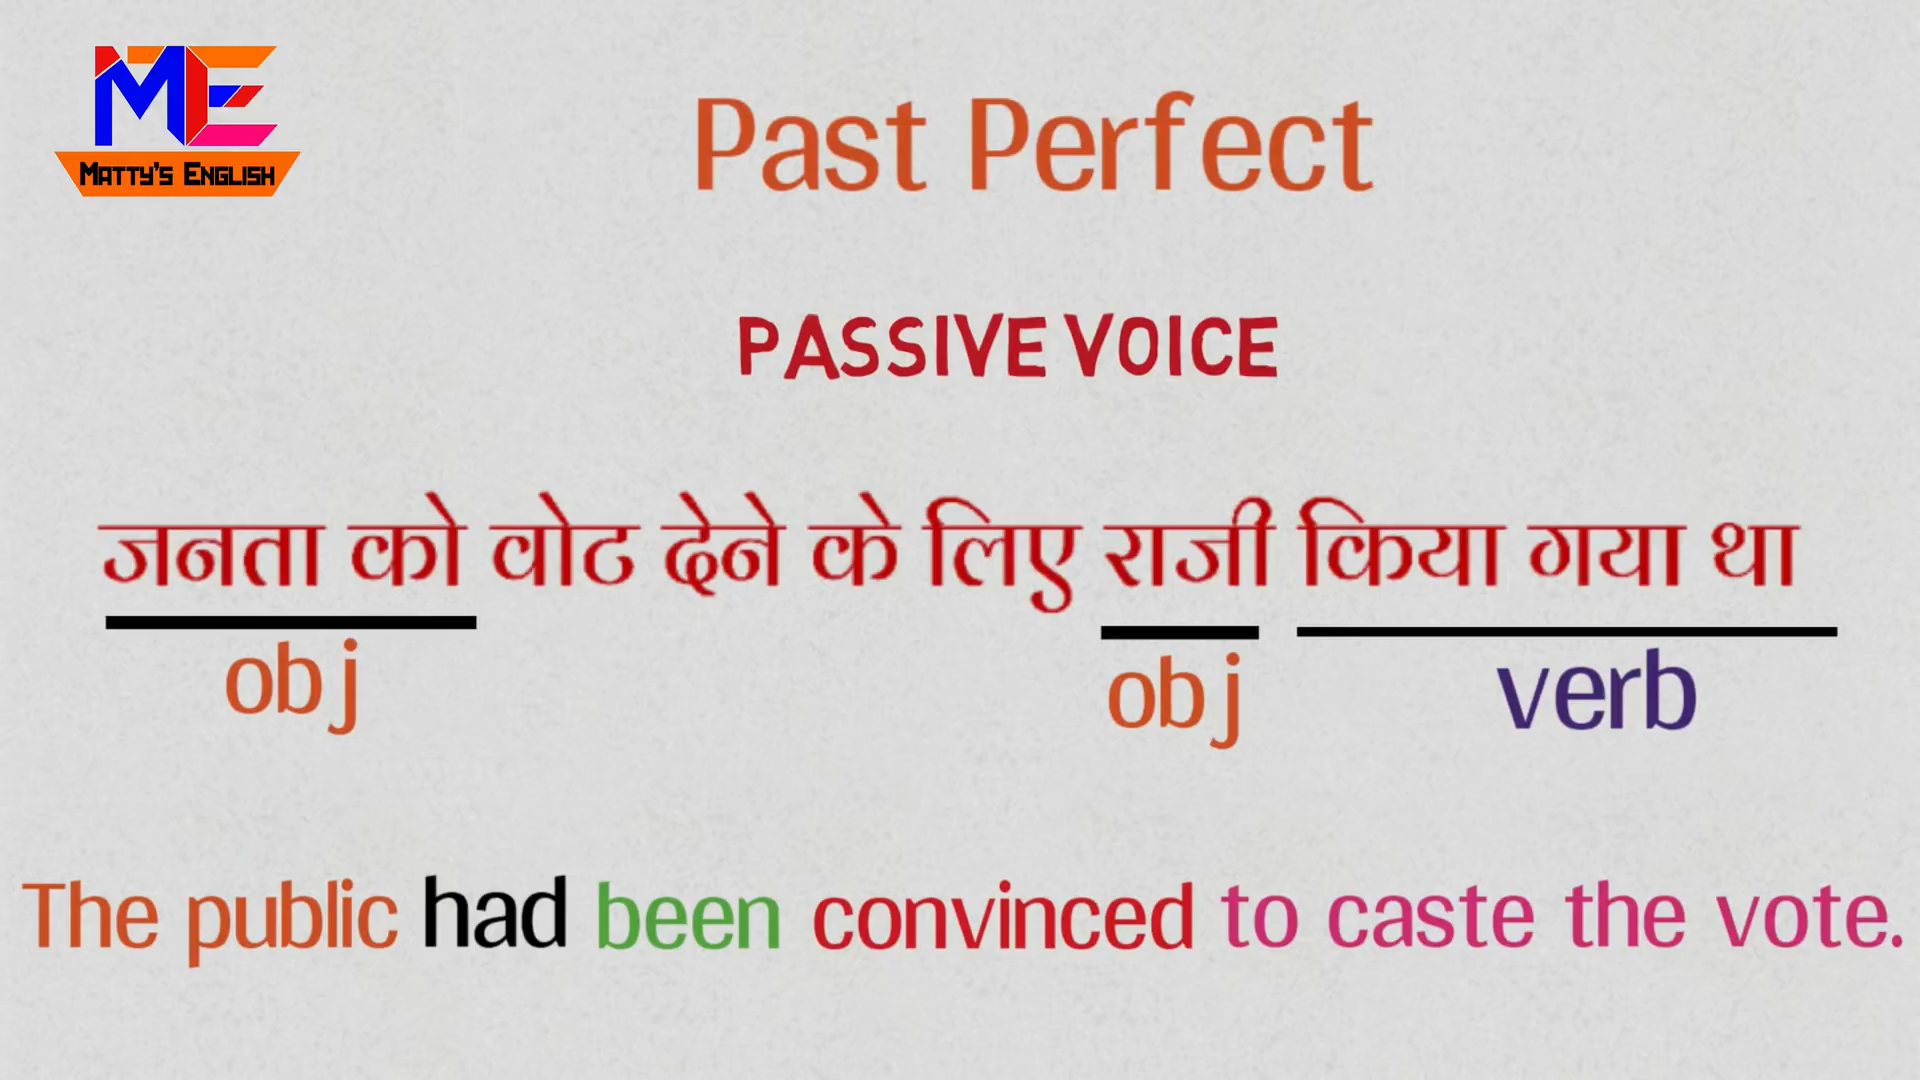 ME
MATTY'S ENGLISH
Past Perfect
PASSIVE VOICE
जनता को वोट देने के लिए राजी किया गया था
obj obj verb
The public had been convinced to caste the vote.